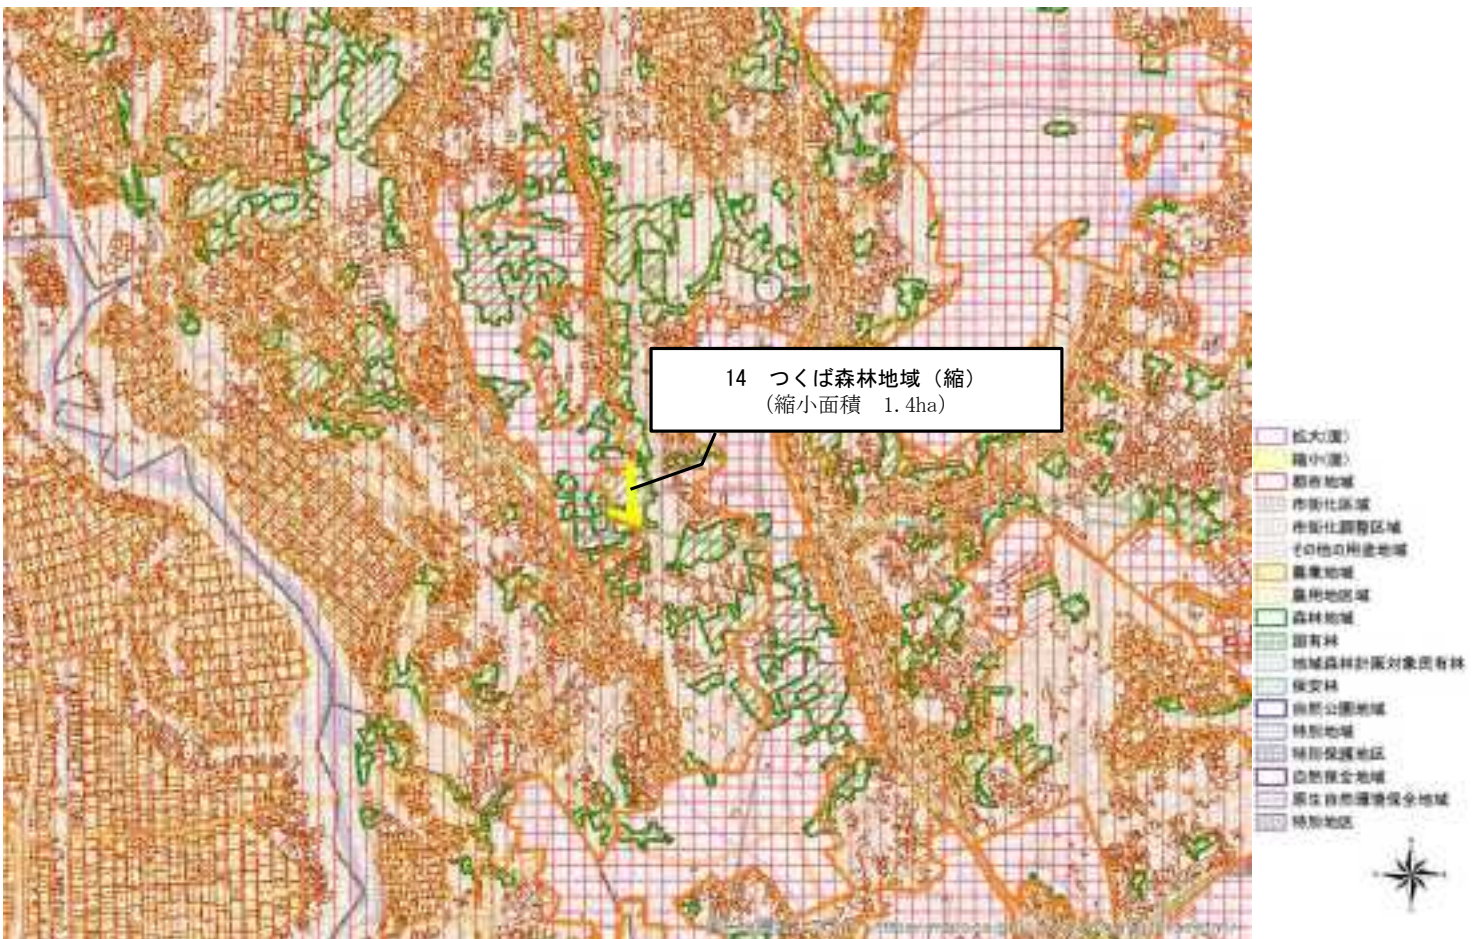 14　つくば森林地域（縮）
（縮小面積　1.4ha）
拡大(面)
縮小(面)
都市地域
市街化区域
市街化調整区域
その他の用途地域
農業地域
農用地区域
森林地域
国有林
地域森林計画対象民有林
保安林
自然公園地域
特別地域
特別保護地区
自然保全地域
原生自然環境保全地域
特別地区